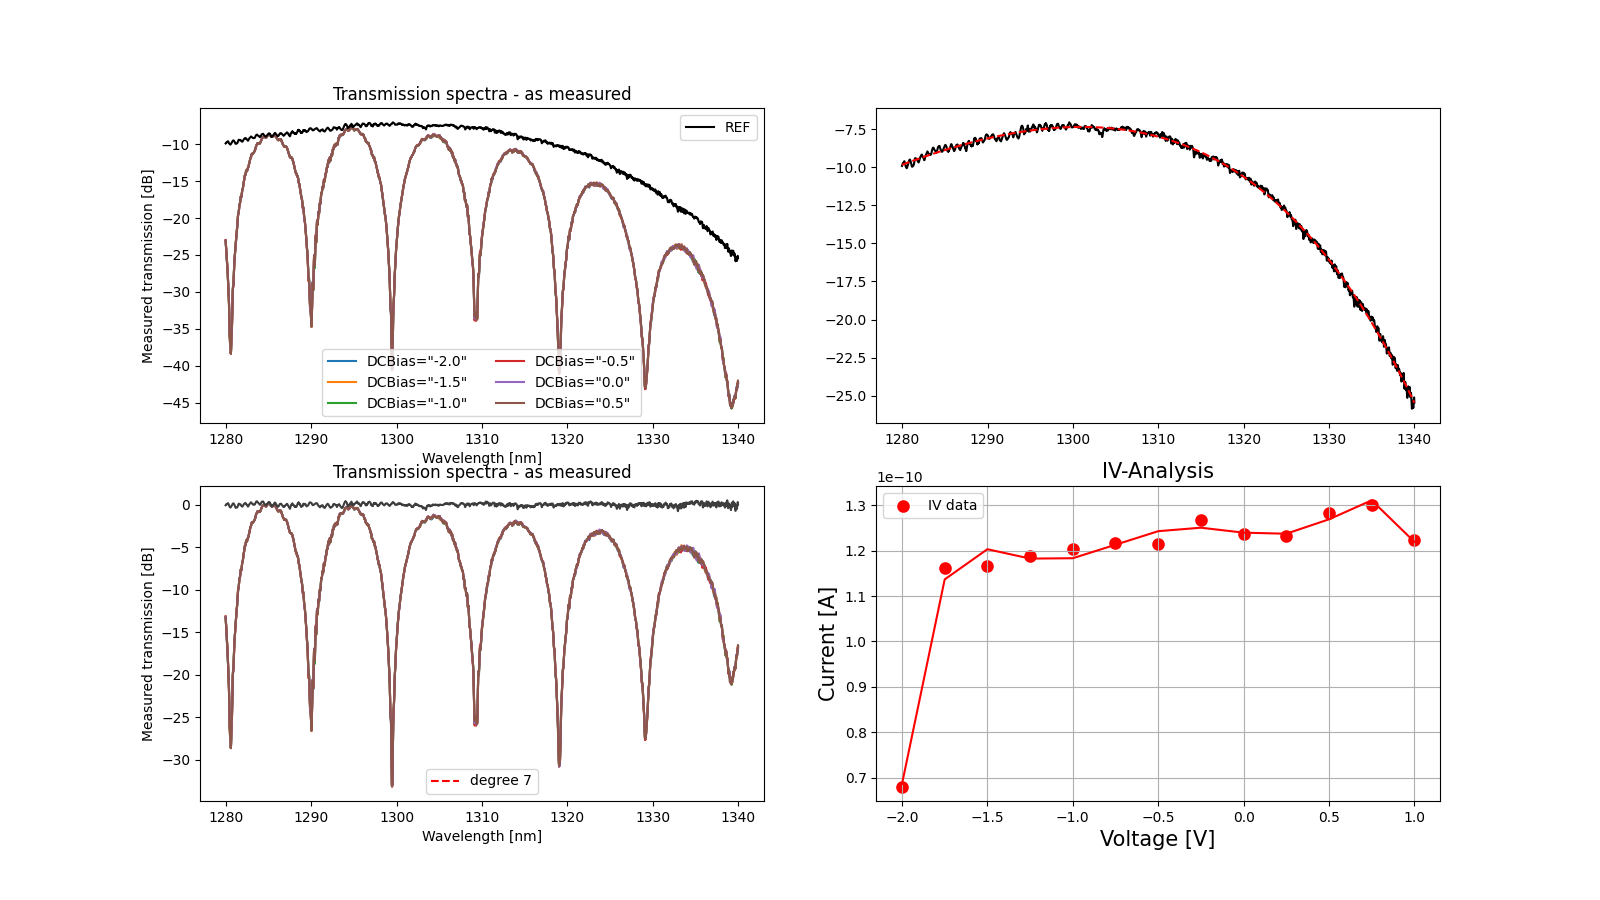 Transmission spectra - as measured
Measured transmission [dB]
−10
−15
−20
−25
−30
−35
−40
−45
REF
DCBias="-2.0" DCBias="-0.5"
DCBias="-1.5" DCBias="0.0"
DCBias="-1.0" DCBias="0.5"
1280 1290 1300 1310 1320 1330 1340
Wavelength [nm]
−7.5
−10.0
−12.5
−15.0
−17.5
−20.0
−22.5
−25.0
1280 1290 1300 1310 1320 1330 1340
Transmission spectra - as measured
Measured transmission [dB]
0
−5
−10
−15
−20
−25
−30
degree 7
1280 1290 1300 1310 1320 1330 1340
Wavelength [nm]
IV-Analysis
1e−10
Current [A]
1.3
1.2
1.1
1.0
0.9
0.8
0.7
IV data
−2.0 −1.5 −1.0 −0.5 0.0 0.5 1.0
Voltage [V]